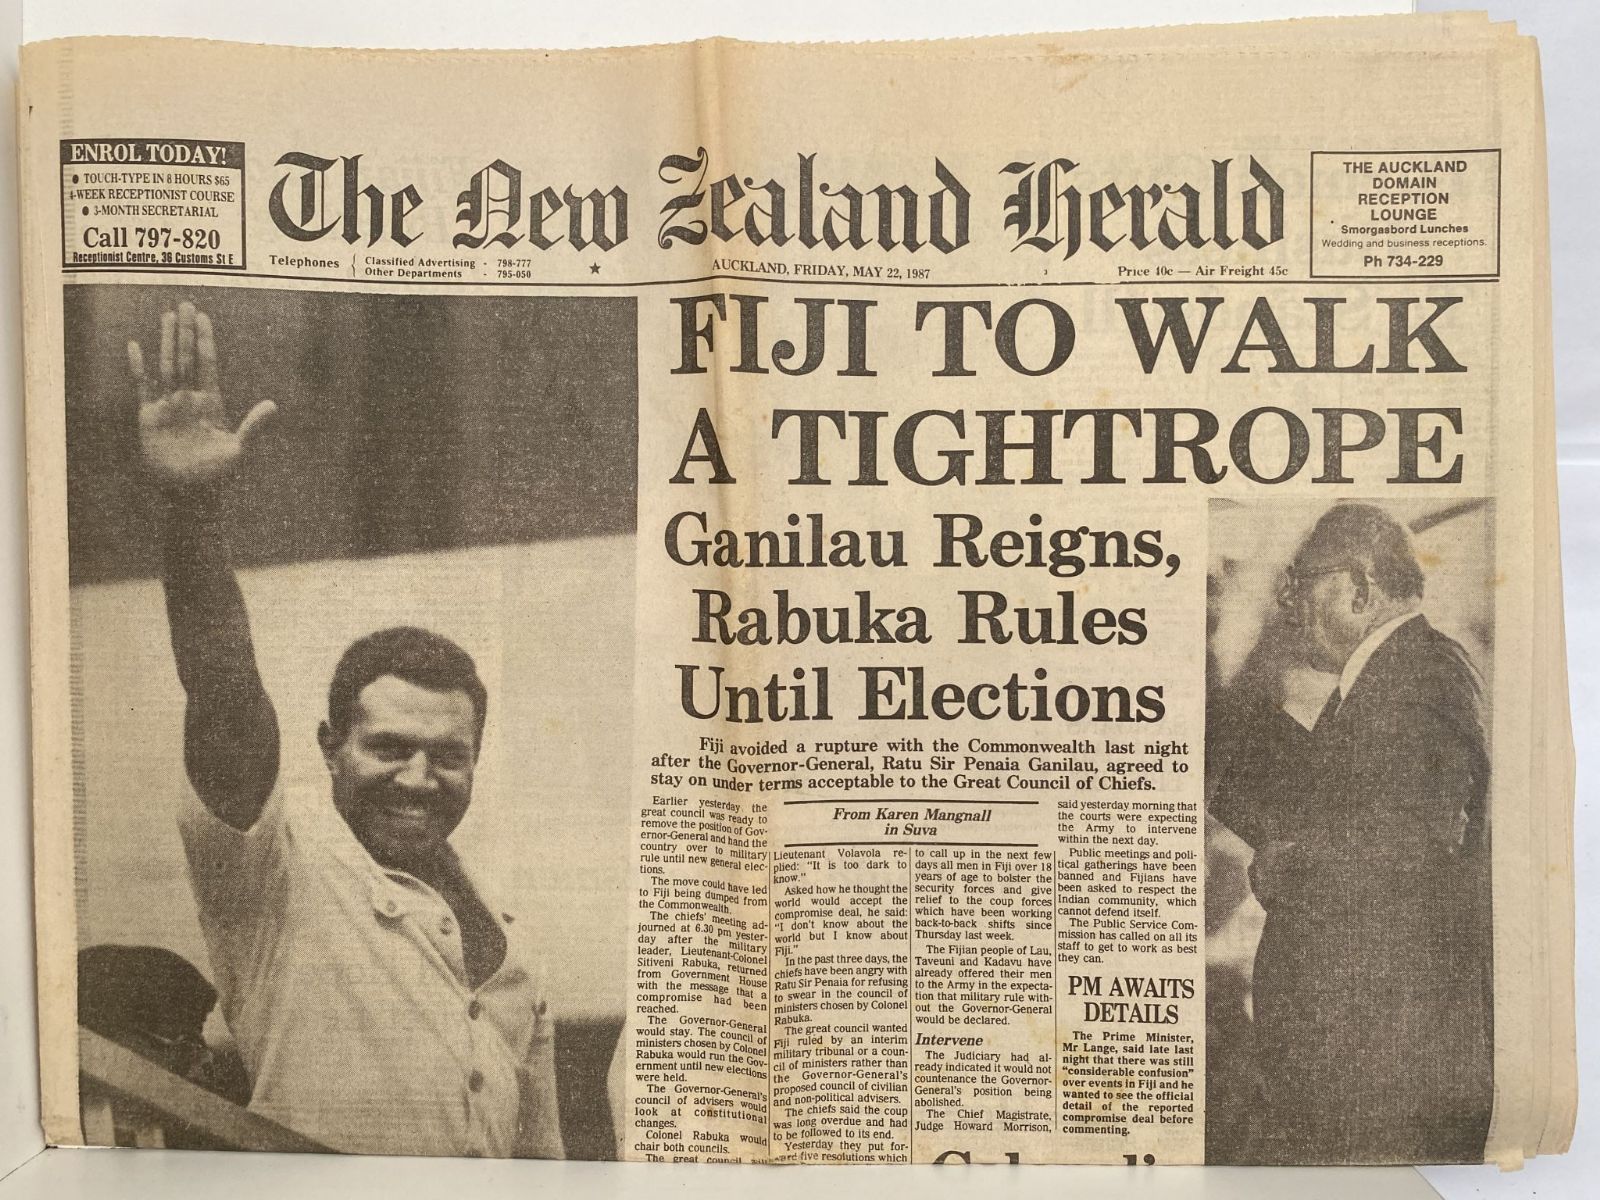 ENROL TODAY!
● TOUCH-TYPE IN 8 HOURS $65
4-WEEK RECEPTIONIST COURSE
● 3-MONTH SECRETARIAL
Call 797-820
Receptionist Centre, 36 Customs St E
The New Zealand Herald
THE AUCKLAND
DOMAIN
RECEPTION
LOUNGE
Smorgasbord Lunches
Wedding and business receptions.
Ph 734-229
Telephones { Classified Advertising - 798-777
Other Departments - 795-050
★
AUCKLAND, FRIDAY, MAY 22, 1987
Price 40c — Air Freight 45c
FIJI TO WALK
A TIGHTROPE
Ganilau Reigns,
Rabuka Rules
Until Elections
Fiji avoided a rupture with the Commonwealth last night
after the Governor-General, Ratu Sir Penaia Ganilau, agreed to
stay on under terms acceptable to the Great Council of Chiefs.
From Karen Mangnall
in Suva
Earlier yesterday the
great council was ready to
remove the position of Gov-
ernor-General and hand the
country over to military
rule until new general elec-
tions.
The move could have led
to Fiji being dumped from
the Commonwealth.
The chiefs' meeting ad-
journed at 6.30 pm yester-
day after the military
leader, Lieutenant-Colonel
Sitiveni Rabuka, returned
from Government House
with the message that a
compromise had been
reached.
The Governor-General
would stay. The council of
ministers chosen by Colonel
Rabuka would run the Gov-
ernment until new elections
were held.
The Governor-General's
council of advisers would
look at constitutional
changes.
Colonel Rabuka would
chair both councils.
The great council
Lieutenant Volavola re-
plied: "It is too dark to
know."
Asked how he thought the
world would accept the
compromise deal, he said:
"I don't know about the
world but I know about
Fiji."
In the past three days, the
chiefs have been angry with
Ratu Sir Penaia for refusing
to swear in the council of
ministers chosen by Colonel
Rabuka.
The great council wanted
Fiji ruled by an interim
military tribunal or a coun-
cil of ministers rather than
the Governor-General's
proposed council of civilian
and non-political advisers.
The chiefs said the coup
was long overdue and had
to be followed to its end.
Yesterday they put for-
ward five resolutions which
to call up in the next few
days all men in Fiji over 18
years of age to bolster the
security forces and give
relief to the coup forces
which have been working
back-to-back shifts since
Thursday last week.
The Fijian people of Lau,
Taveuni and Kadavu have
already offered their men
to the Army in the expecta-
tion that military rule with-
out the Governor-General
would be declared.
Intervene
The Judiciary had al-
ready indicated it would not
countenance the Governor-
General's position being
abolished.
The Chief Magistrate,
Judge Howard Morrison,
said yesterday morning that
the courts were expecting
the Army to intervene
within the next day.
Public meetings and poli-
tical gatherings have been
banned and Fijians have
been asked to respect the
Indian community, which
cannot defend itself.
The Public Service Com-
mission has called on all its
staff to get to work as best
they can.
PM AWAITS
DETAILS
The Prime Minister,
Mr Lange, said late last
night that there was still
"considerable confusion"
over events in Fiji and he
wanted to see the official
detail of the reported
compromise deal before
commenting.